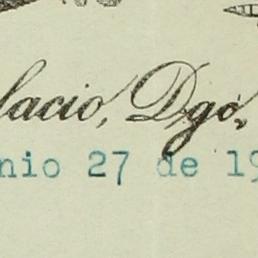 lacio, Dgo,
nio 27 de 19